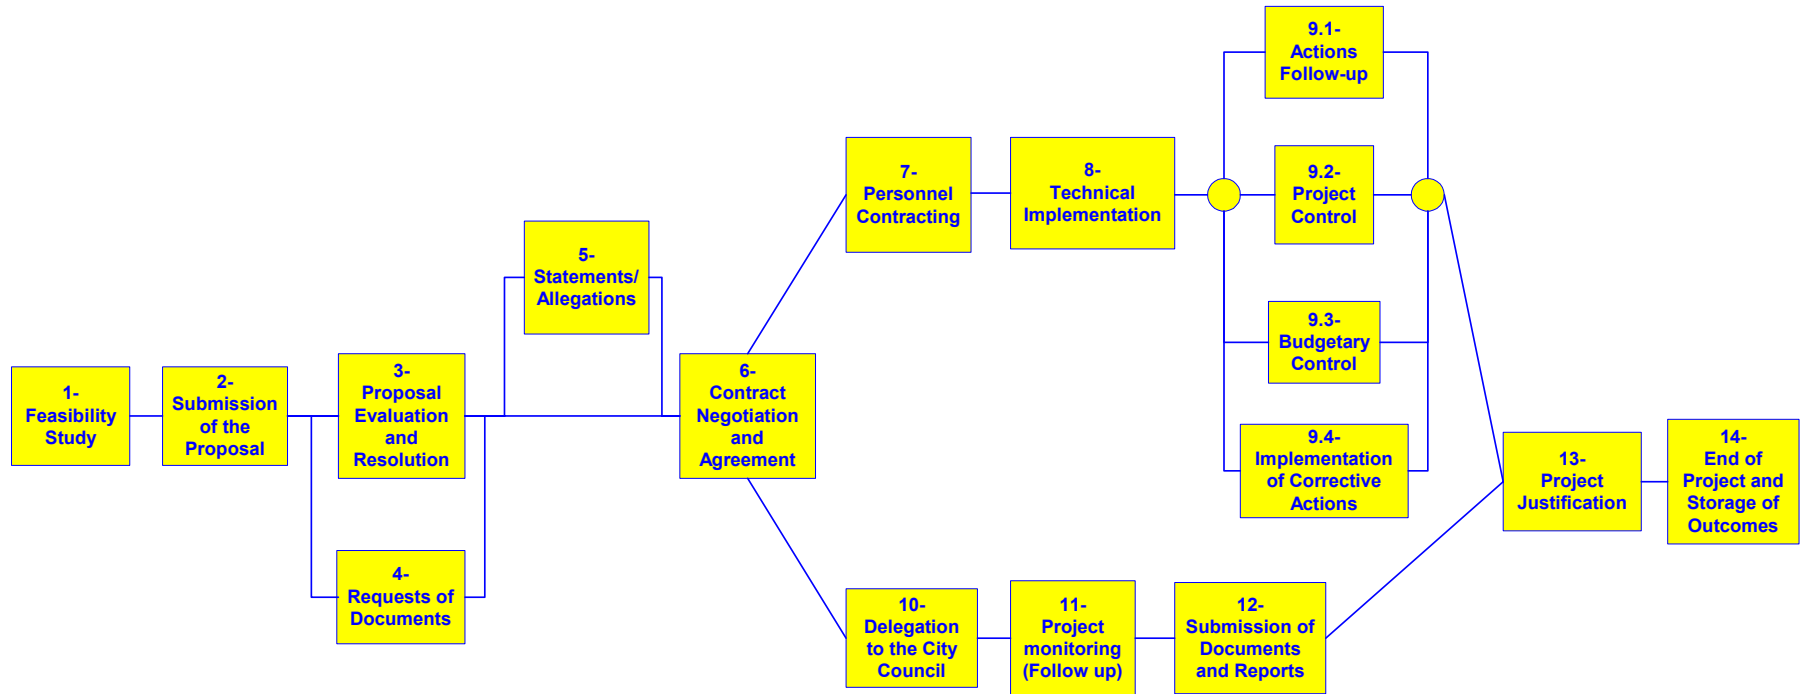 1-
Feasibility
Study
2-
Submission
of the
Proposal
3-
Proposal
Evaluation
and
Resolution
4-
Requests of
Documents
5-
Statements/
Allegations
6-
Contract
Negotiation
and
Agreement
7-
Personnel
Contracting
8-
Technical
Implementation
9.1-
Actions
Follow-up
9.2-
Project
Control
9.3-
Budgetary
Control
9.4-
Implementation
of Corrective
Actions
10-
Delegation
to the City
Council
11-
Project
monitoring
(Follow up)
12-
Submission of
Documents
and Reports
13-
Project
Justification
14-
End of
Project and
Storage of
Outcomes